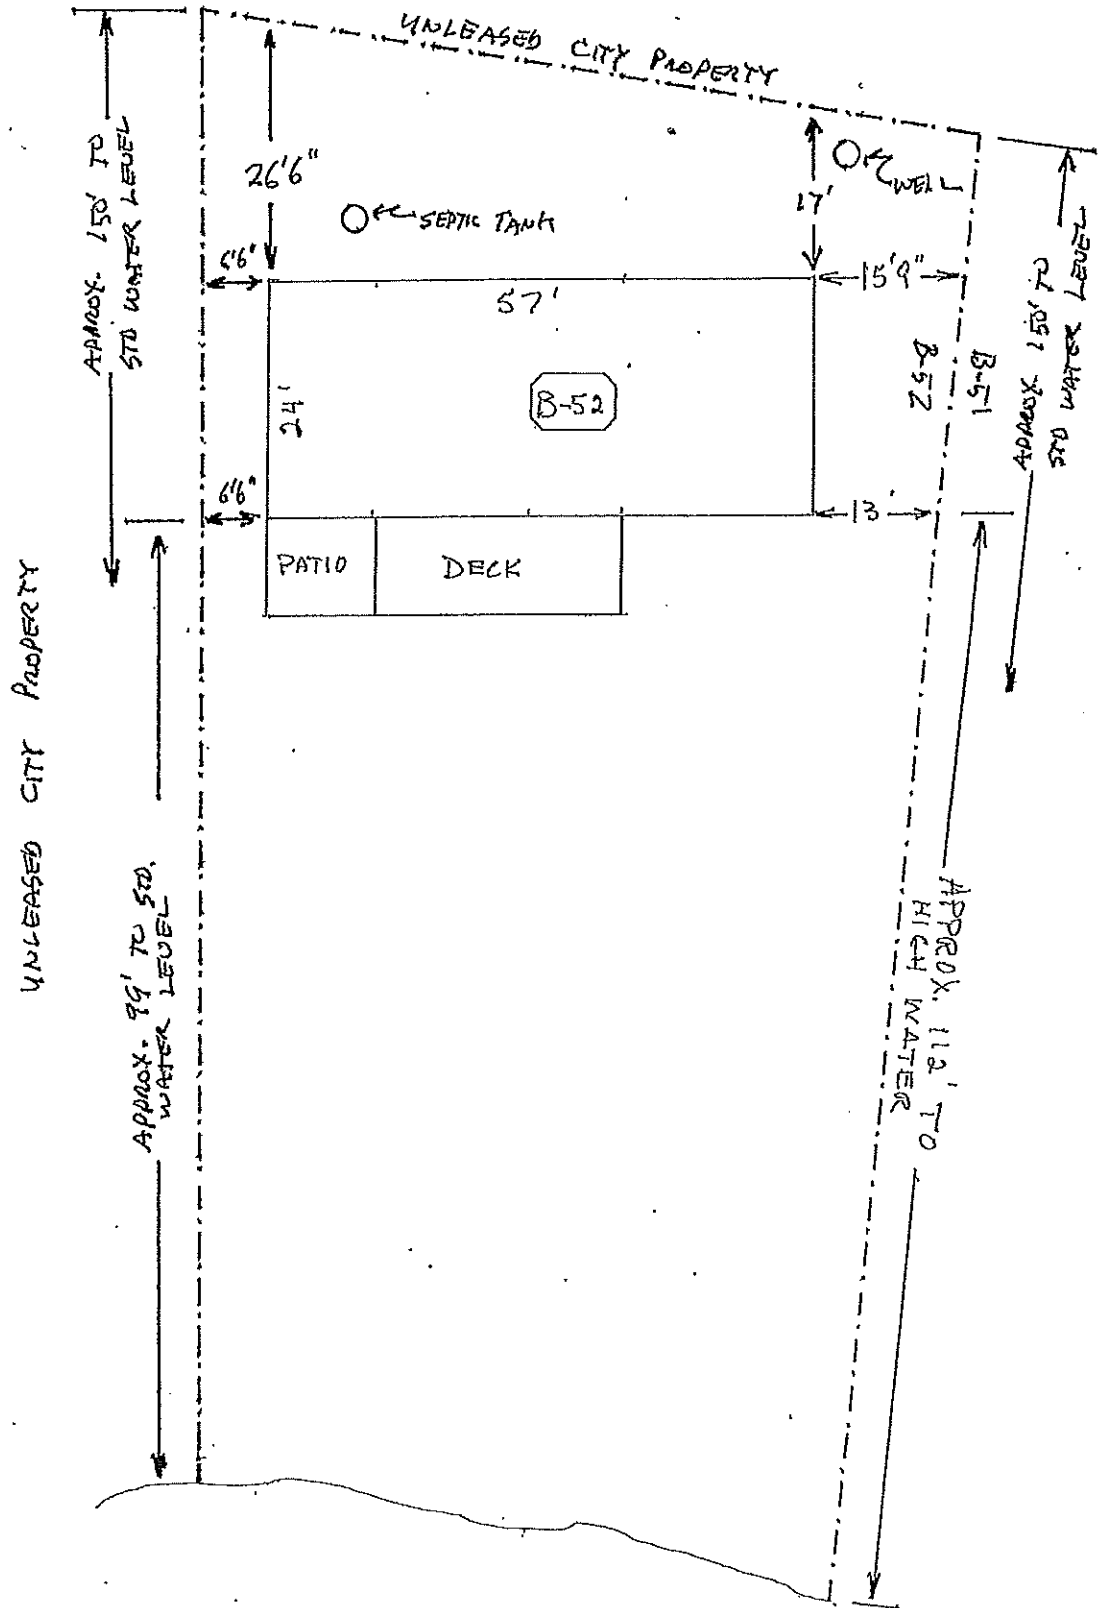 UNLEASED CITY PROPERTY
APPROX. 150' TO
STD WATER LEVEL
26'6"
SEPTIC TANK
17'
WELL
6'6"
57'
15'9"
24'
B-52
B-51
B-52
APPROX 150' TO
STD WATER LEVEL
6'6"
13'
PATIO
DECK
UNLEASED CITY PROPERTY
APPROX. 99' TO STD.
WATER LEVEL
APPROX. 112' TO
HIGH WATER